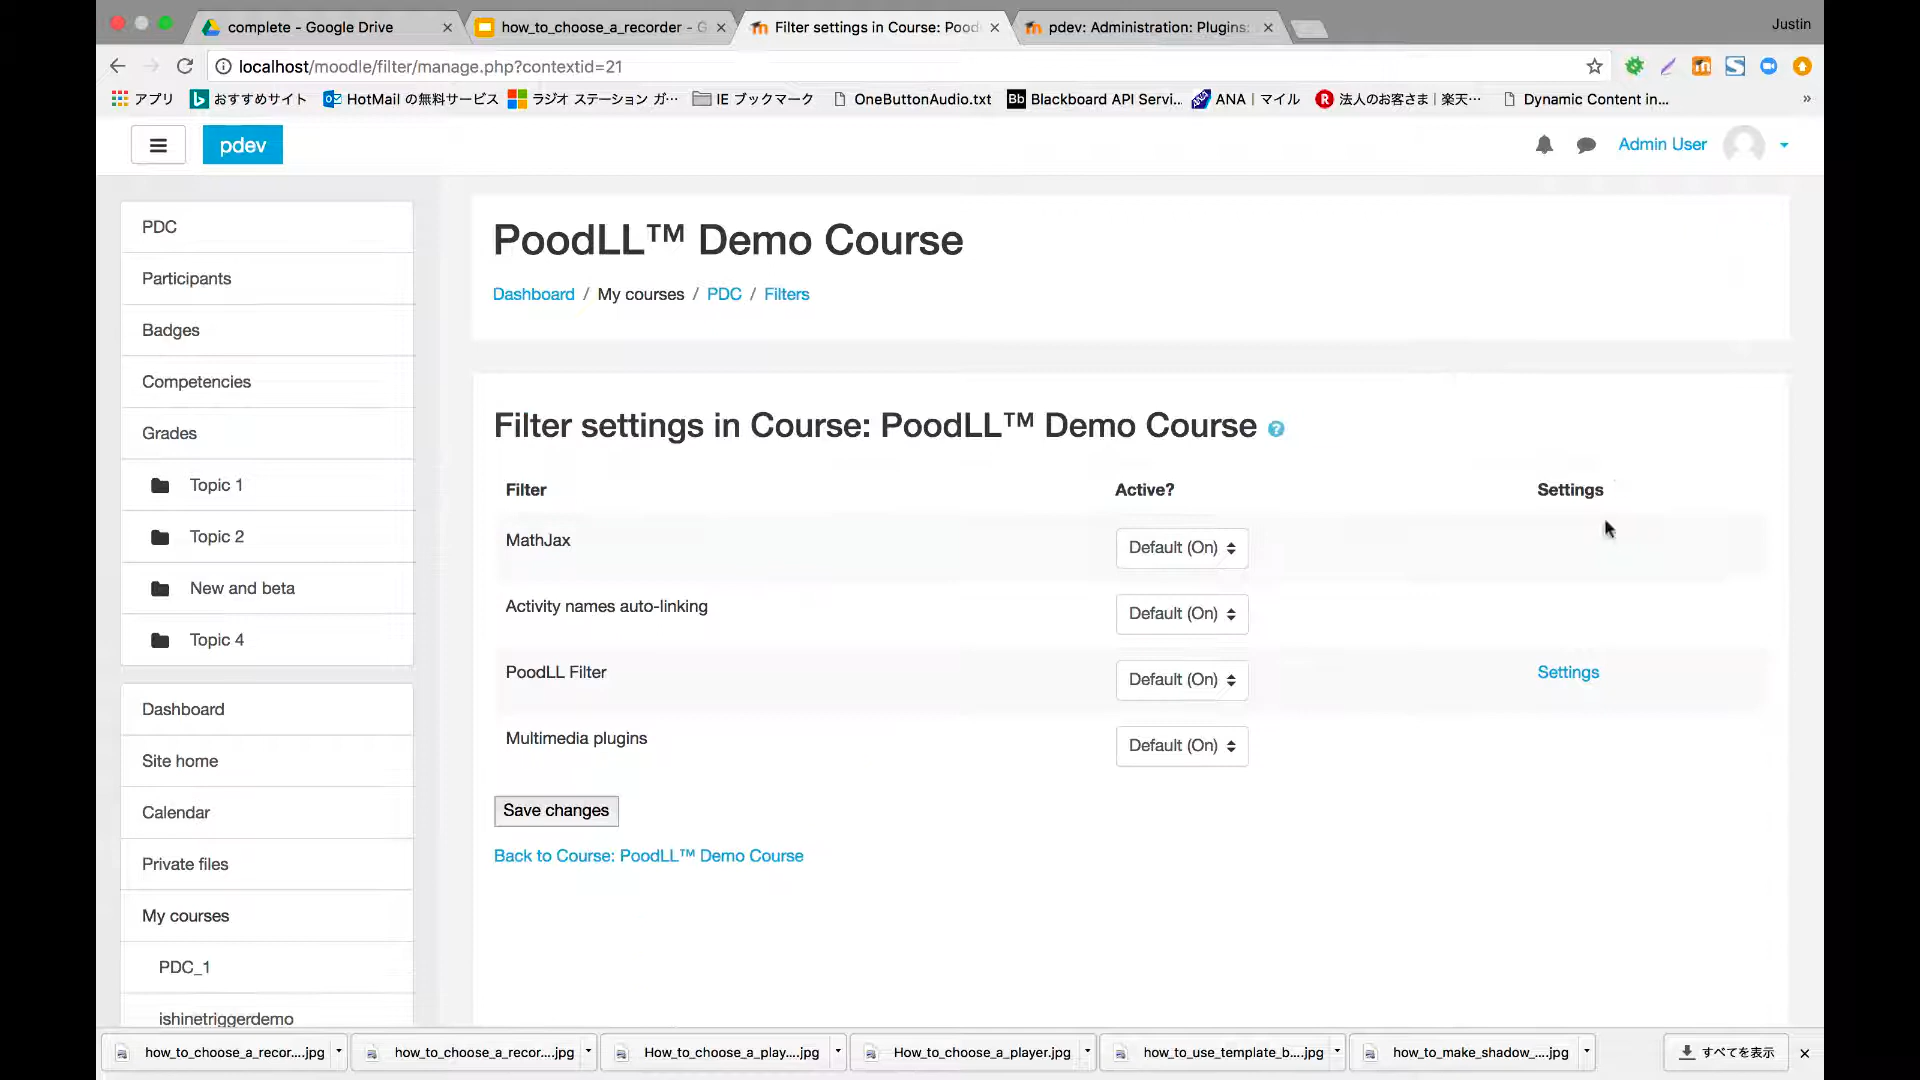 complete - Google Drive
how_to_choose_a_recorder - G
Filter settings in Course: Pood
pdev: Administration: Plugins:
Justin
localhost/moodle/filter/manage.php?contextid=21
アプリ
おすすめサイト
HotMail の無料サービス
ラジオ ステーション ガ…
IE ブックマーク
OneButtonAudio.txt
Bb Blackboard API Servi...
ANA | マイル
R 法人のお客さま | 楽天…
Dynamic Content in...
»
pdev
Admin User
PDC
Participants
Badges
Competencies
Grades
Topic 1
Topic 2
New and beta
Topic 4
Dashboard
Site home
Calendar
Private files
My courses
PDC_1
ishinetriggerdemo
PoodLL™ Demo Course
Dashboard / My courses / PDC / Filters
Filter settings in Course: PoodLL™ Demo Course ?
Filter Active? Settings
MathJax Default (On)
Activity names auto-linking Default (On)
PoodLL Filter Default (On) Settings
Multimedia plugins Default (On)
Save changes
Back to Course: PoodLL™ Demo Course
how_to_choose_a_recor....jpg
how_to_choose_a_recor....jpg
How_to_choose_a_play....jpg
How_to_choose_a_player.jpg
how_to_use_template_b....jpg
how_to_make_shadow_....jpg
すべてを表示